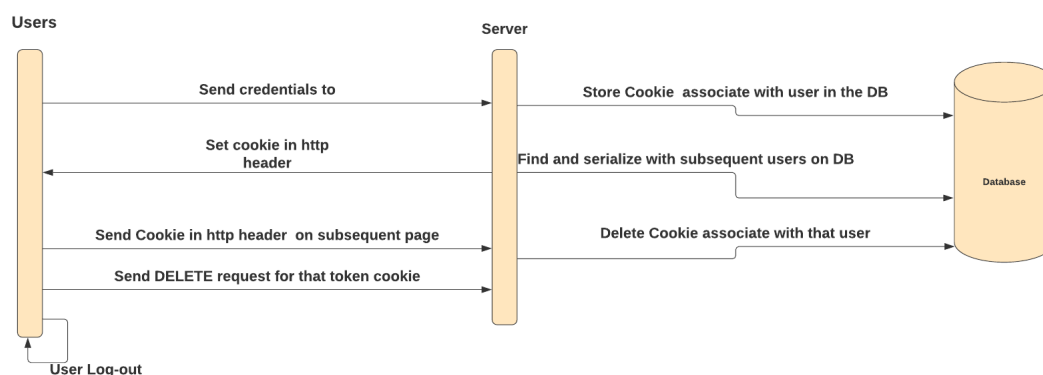 Users
Server
Send credentials to
Store Cookie associate with user in the DB
Set cookie in http
header
Find and serialize with subsequent users on DB
Database
Send Cookie in http header on subsequent page
Delete Cookie associate with that user
Send DELETE request for that token cookie
User Log-out